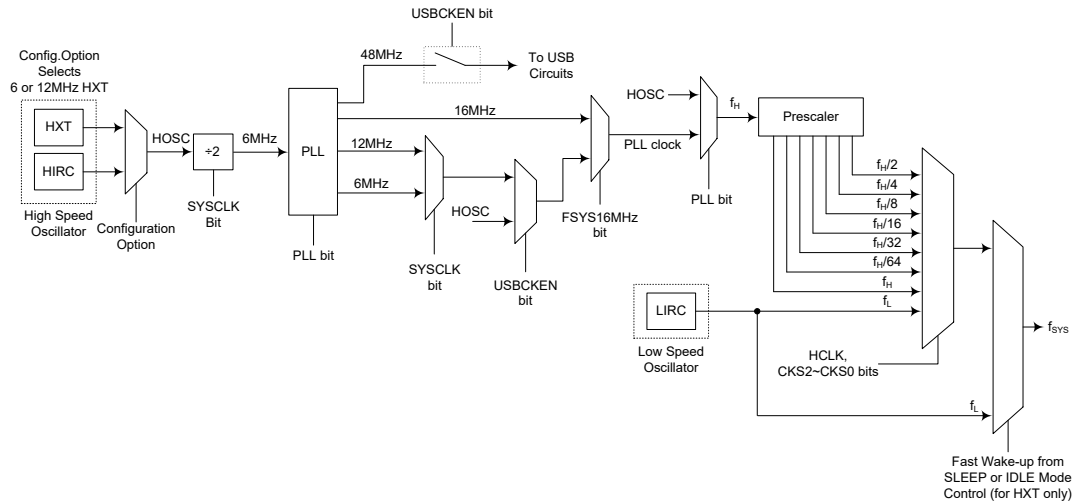 USBCKEN bit
Config.Option
Selects
6 or 12MHz HXT
48MHz
To USB
Circuits
HXT
HIRC
HOSC
÷2
6MHz
PLL
16MHz
12MHz
6MHz
HOSC
HOSC
PLL clock
f_H
Prescaler
High Speed
Oscillator
Configuration
Option
SYSCLK
Bit
PLL bit
SYSCLK
bit
USBCKEN
bit
FSYS16MHz
bit
PLL bit
f_H/2
f_H/4
f_H/8
f_H/16
f_H/32
f_H/64
f_H
f_L
LIRC
Low Speed
Oscillator
HCLK,
CKS2~CKS0 bits
f_SYS
f_L
Fast Wake-up from
SLEEP or IDLE Mode
Control (for HXT only)